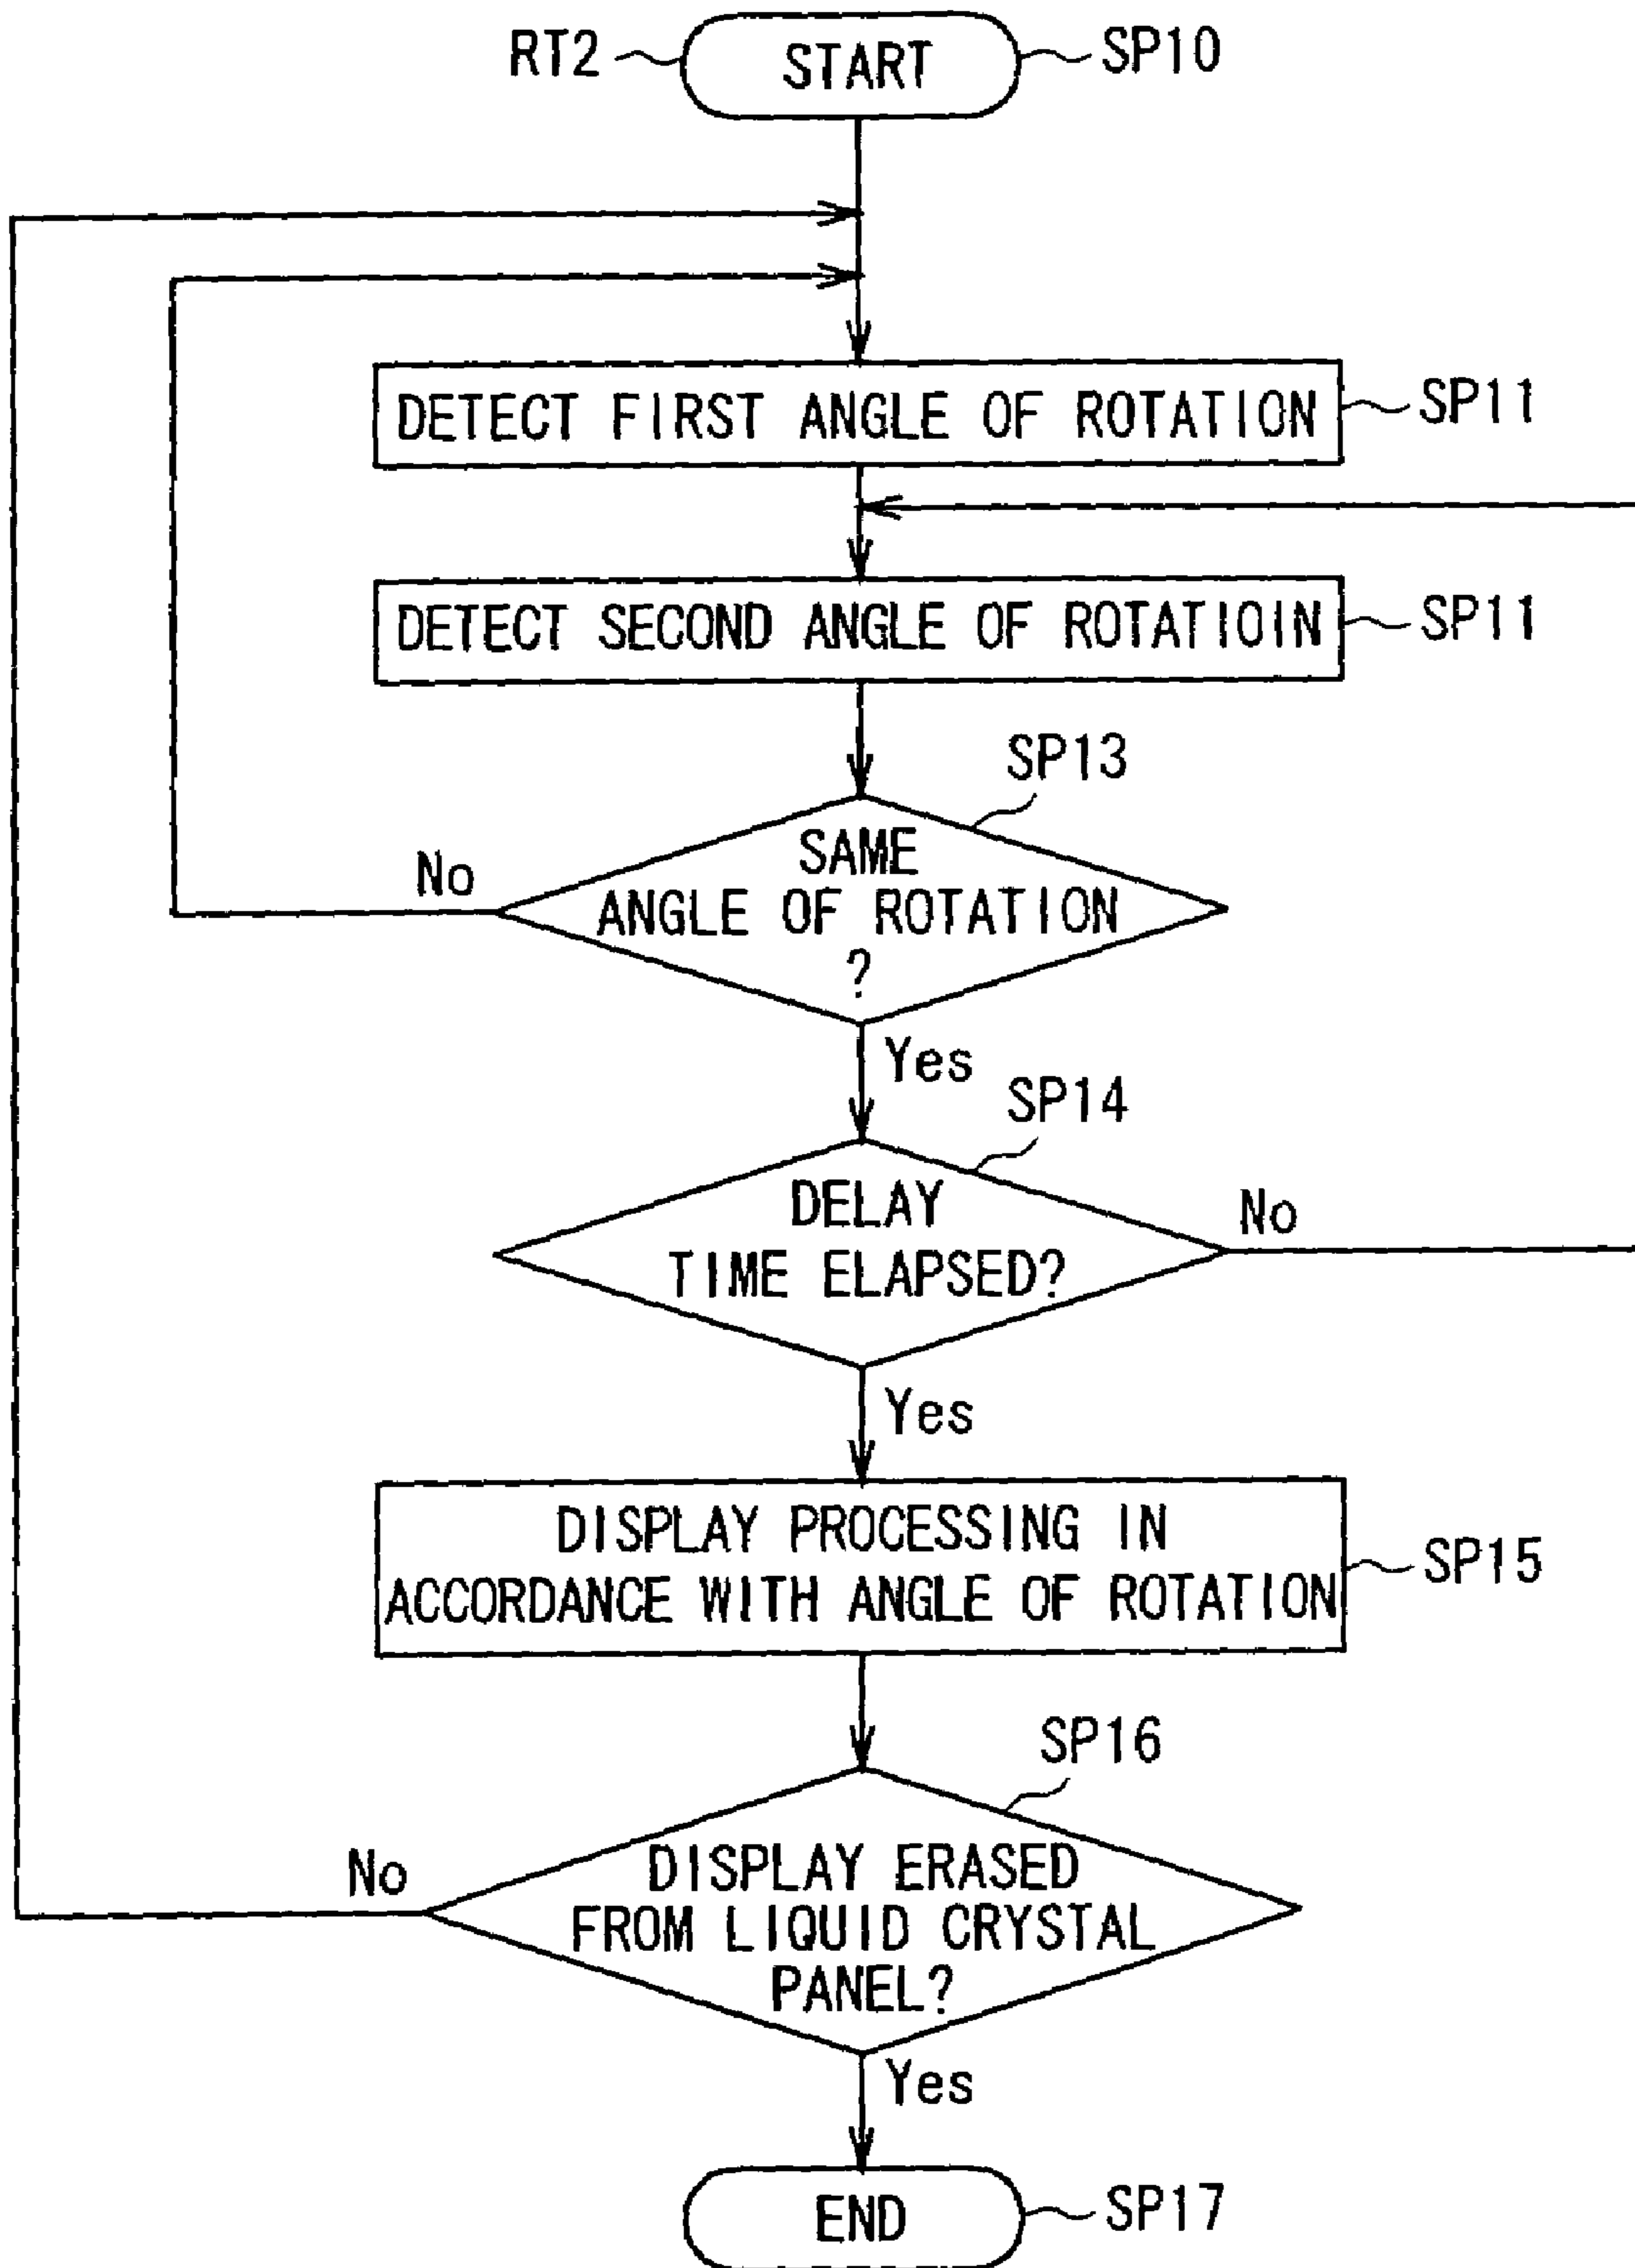 RT2 START SP10
DETECT FIRST ANGLE OF ROTATION SP11
DETECT SECOND ANGLE OF ROTATIOIN SP11
SP13
SAME
No
ANGLE OF ROTATION
?
Yes
SP14
DELAY
No
TIME ELAPSED?
Yes
DISPLAY PROCESSING IN
SP15
ACCORDANCE WITH ANGLE OF ROTATION
SP16
No
DISPLAY ERASED
FROM LIQUID CRYSTAL
PANEL?
Yes
END SP17